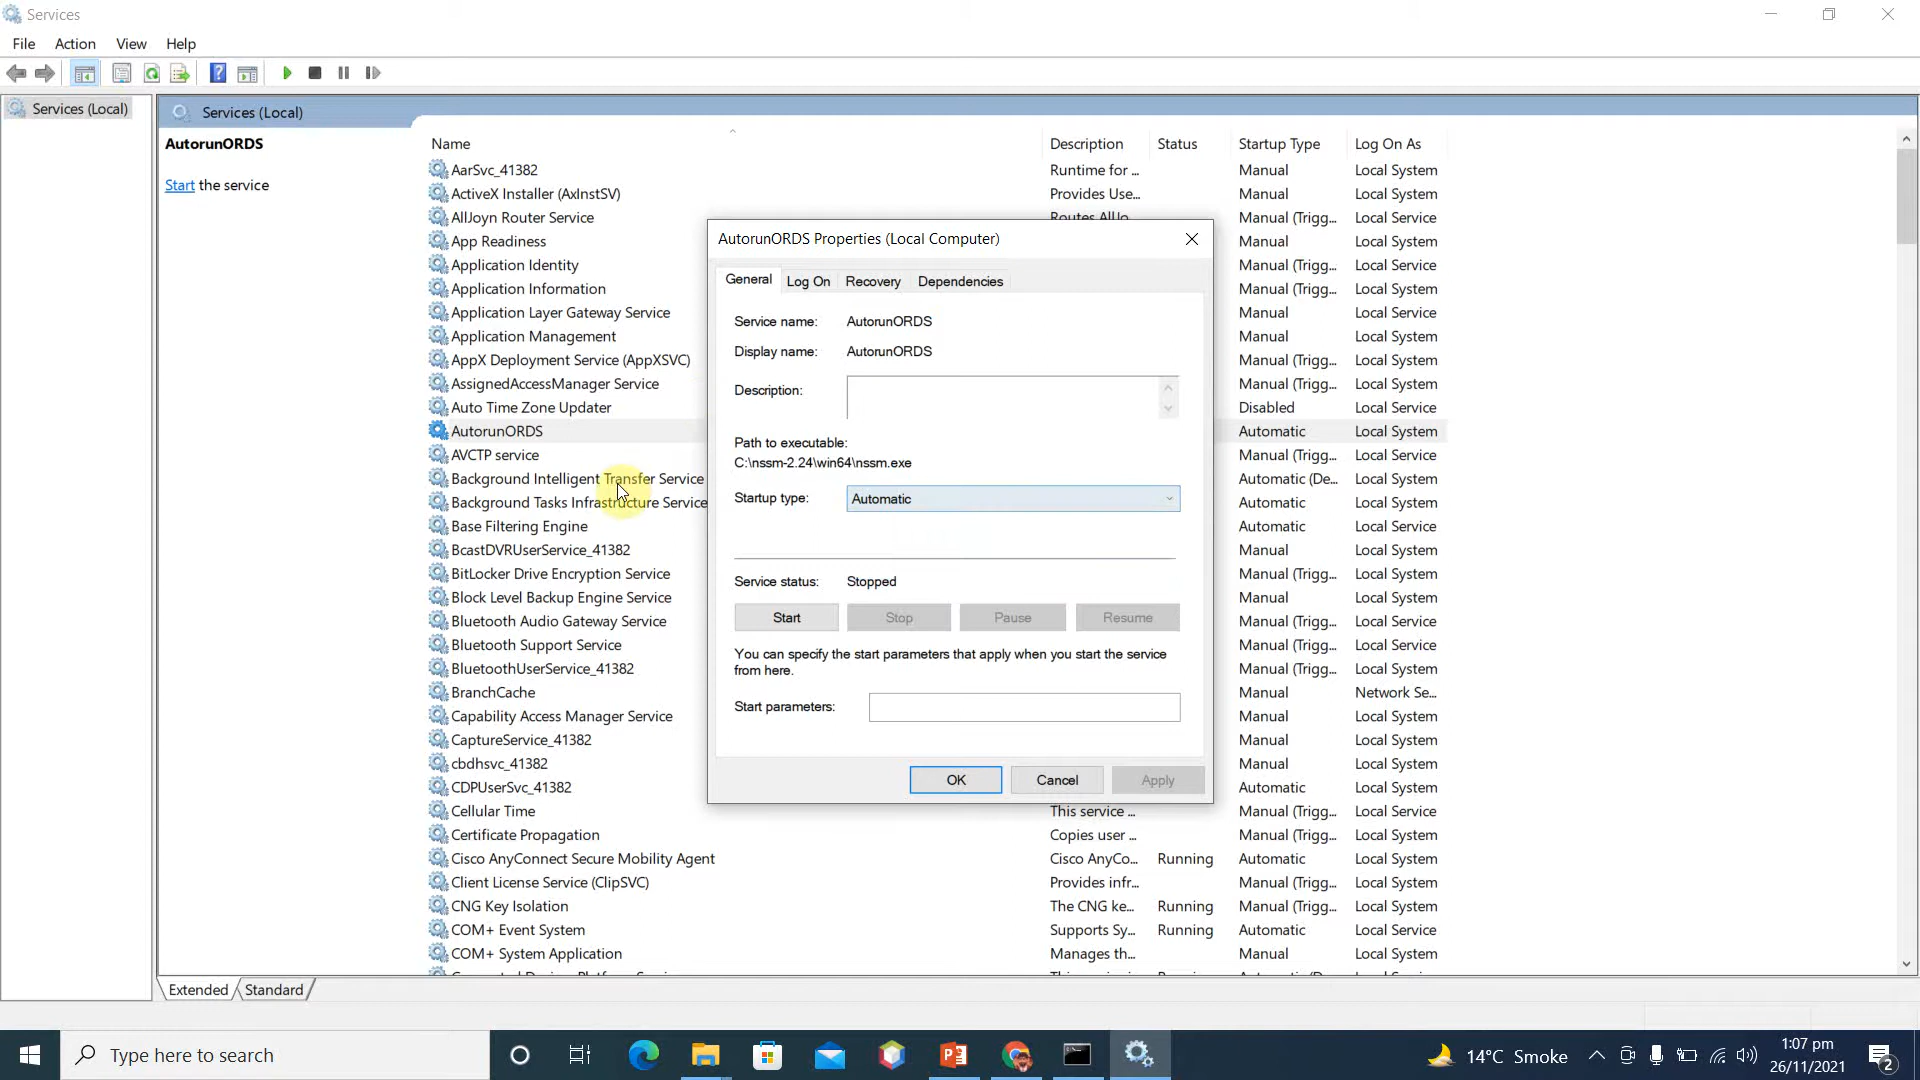 Services
File Action View Help
Services (Local)
Services (Local)
AutorunORDS
Start the service
Name Description Status Startup Type Log On As
AarSvc_41382 Runtime for ... Manual Local System
ActiveX Installer (AxInstSV) Provides Use... Manual Local System
AllJoyn Router Service Routes AllJo Manual (Trigg... Local Service
App Readiness Manual Local System
Application Identity Manual (Trigg... Local Service
Application Information Manual (Trigg... Local System
Application Layer Gateway Service Manual Local Service
Application Management Manual Local System
AppX Deployment Service (AppXSVC) Manual (Trigg... Local System
AssignedAccessManager Service Manual (Trigg... Local System
Auto Time Zone Updater Disabled Local Service
AutorunORDS Automatic Local System
AVCTP service Manual (Trigg... Local Service
Background Intelligent Transfer Service Automatic (De... Local System
Background Tasks Infrastructure Service Automatic Local System
Base Filtering Engine Automatic Local Service
BcastDVRUserService_41382 Manual Local System
BitLocker Drive Encryption Service Manual (Trigg... Local System
Block Level Backup Engine Service Manual Local System
Bluetooth Audio Gateway Service Manual (Trigg... Local Service
Bluetooth Support Service Manual (Trigg... Local Service
BluetoothUserService_41382 Manual (Trigg... Local System
BranchCache Manual Network Se...
Capability Access Manager Service Manual Local System
CaptureService_41382 Manual Local System
cbdhsvc_41382 Manual Local System
CDPUserSvc_41382 Automatic Local System
Cellular Time This service ... Manual (Trigg... Local Service
Certificate Propagation Copies user ... Manual (Trigg... Local System
Cisco AnyConnect Secure Mobility Agent Cisco AnyCo... Running Automatic Local System
Client License Service (ClipSVC) Provides infr... Manual (Trigg... Local System
CNG Key Isolation The CNG ke... Running Manual (Trigg... Local System
COM+ Event System Supports Sy... Running Automatic Local Service
COM+ System Application Manages th... Manual Local System
AutorunORDS Properties (Local Computer)
General Log On Recovery Dependencies
Service name: AutorunORDS
Display name: AutorunORDS
Description:
Path to executable:
C:\nssm-2.24\win64\nssm.exe
Startup type: Automatic
Service status: Stopped
Start Stop Pause Resume
You can specify the start parameters that apply when you start the service
from here.
Start parameters:
OK Cancel Apply
Extended Standard
Type here to search
14°C Smoke
1:07 pm
26/11/2021
2